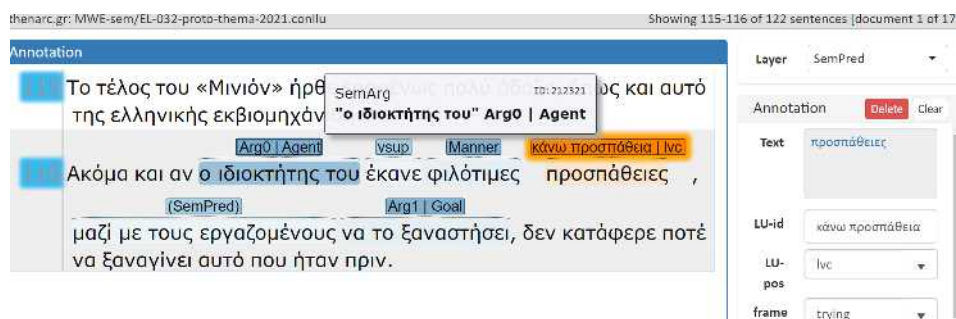 thenarc.gr: MWE-sem/EL-032-proto-thema-2021.conllu
Showing 115-116 of 122 sentences [document 1 of 17
Annotation
Το τέλος του «Μινιόν» ήρθ
ς και αυτό
της ελληνικής εκβιομηχάν
SemArg ID:212321
"ο ιδιοκτήτης του" Arg0 | Agent
Arg0 | Agent vsup Manner κάνω προσπάθεια | lvc
Ακόμα και αν ο ιδιοκτήτης του έκανε φιλότιμες προσπάθειες ,
(SemPred) Arg1 | Goal
μαζί με τους εργαζομένους να το ξαναστήσει, δεν κατάφερε ποτέ
να ξαναγίνει αυτό που ήταν πριν.
Layer SemPred
Annotation Delete Clear
Text προσπάθειες
LU-id κάνω προσπάθεια
LU-pos lvc
frame trying